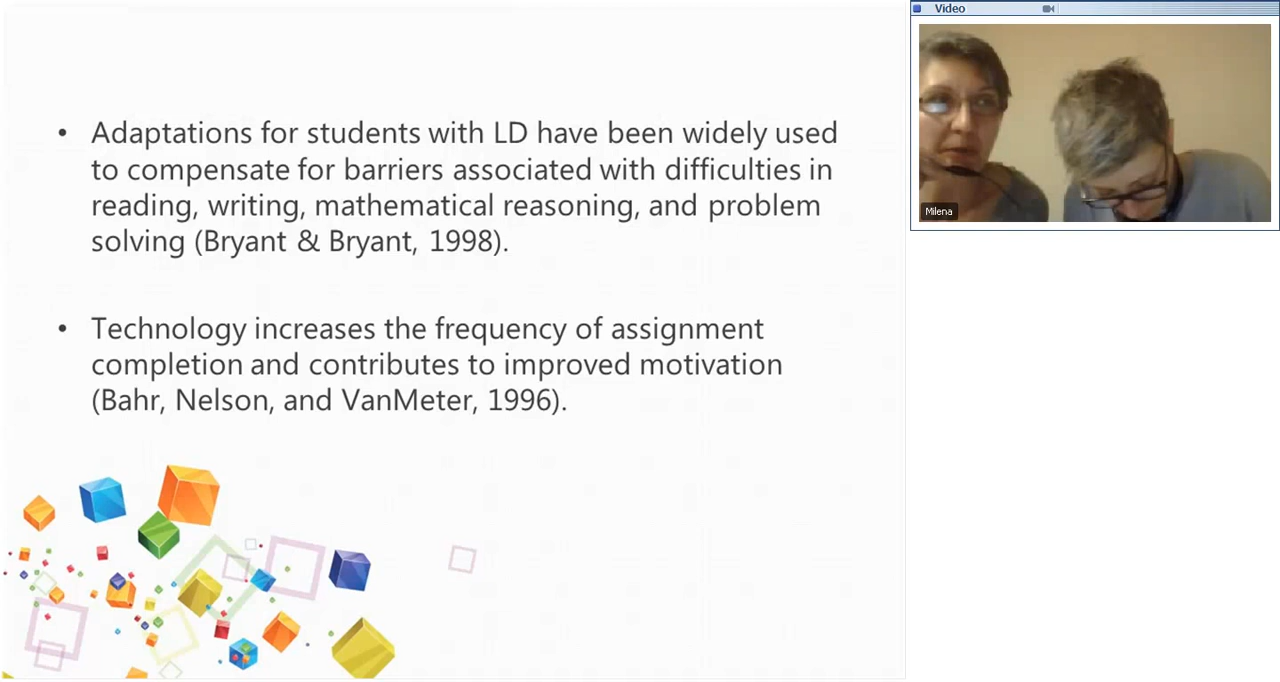 • Adaptations for students with LD have been widely used
to compensate for barriers associated with difficulties in
reading, writing, mathematical reasoning, and problem
solving (Bryant & Bryant, 1998).
• Technology increases the frequency of assignment
completion and contributes to improved motivation
(Bahr, Nelson, and VanMeter, 1996).
Video
Milena